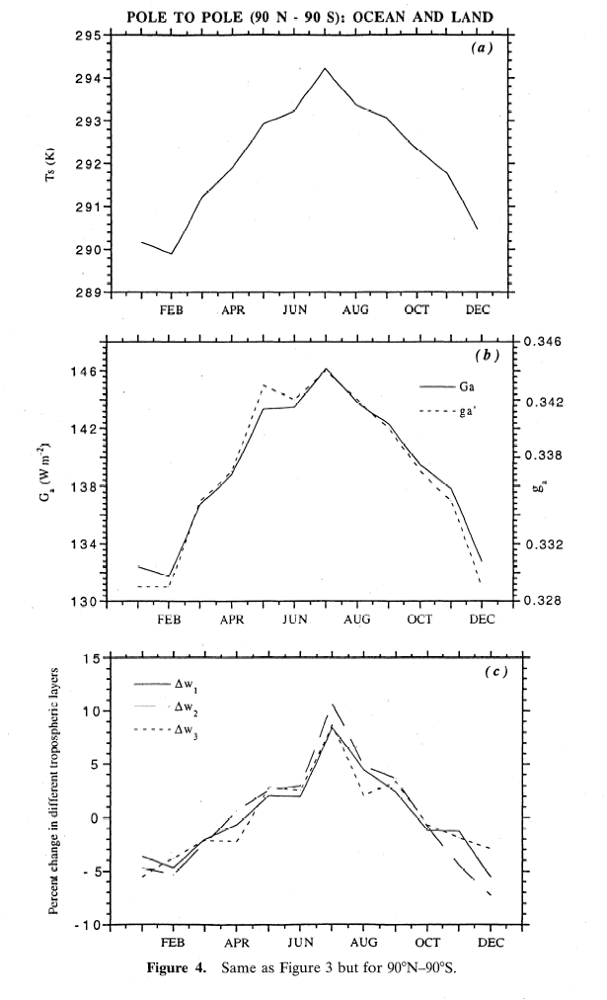 POLE TO POLE (90 N - 90 S): OCEAN AND LAND
(a)
Ts (K)
295
294
293
292
291
290
289
FEB APR JUN AUG OCT DEC
(b)
Ga (W m-2)
146
142
138
134
130
Ga
ga'
0.346
0.342
0.338
0.332
0.328
ga
FEB APR JUN AUG OCT DEC
(c)
Percent change in different tropospheric layers
15
10
5
0
-5
-10
Δw1
Δw2
Δw3
FEB APR JUN AUG OCT DEC
Figure 4. Same as Figure 3 but for 90°N–90°S.